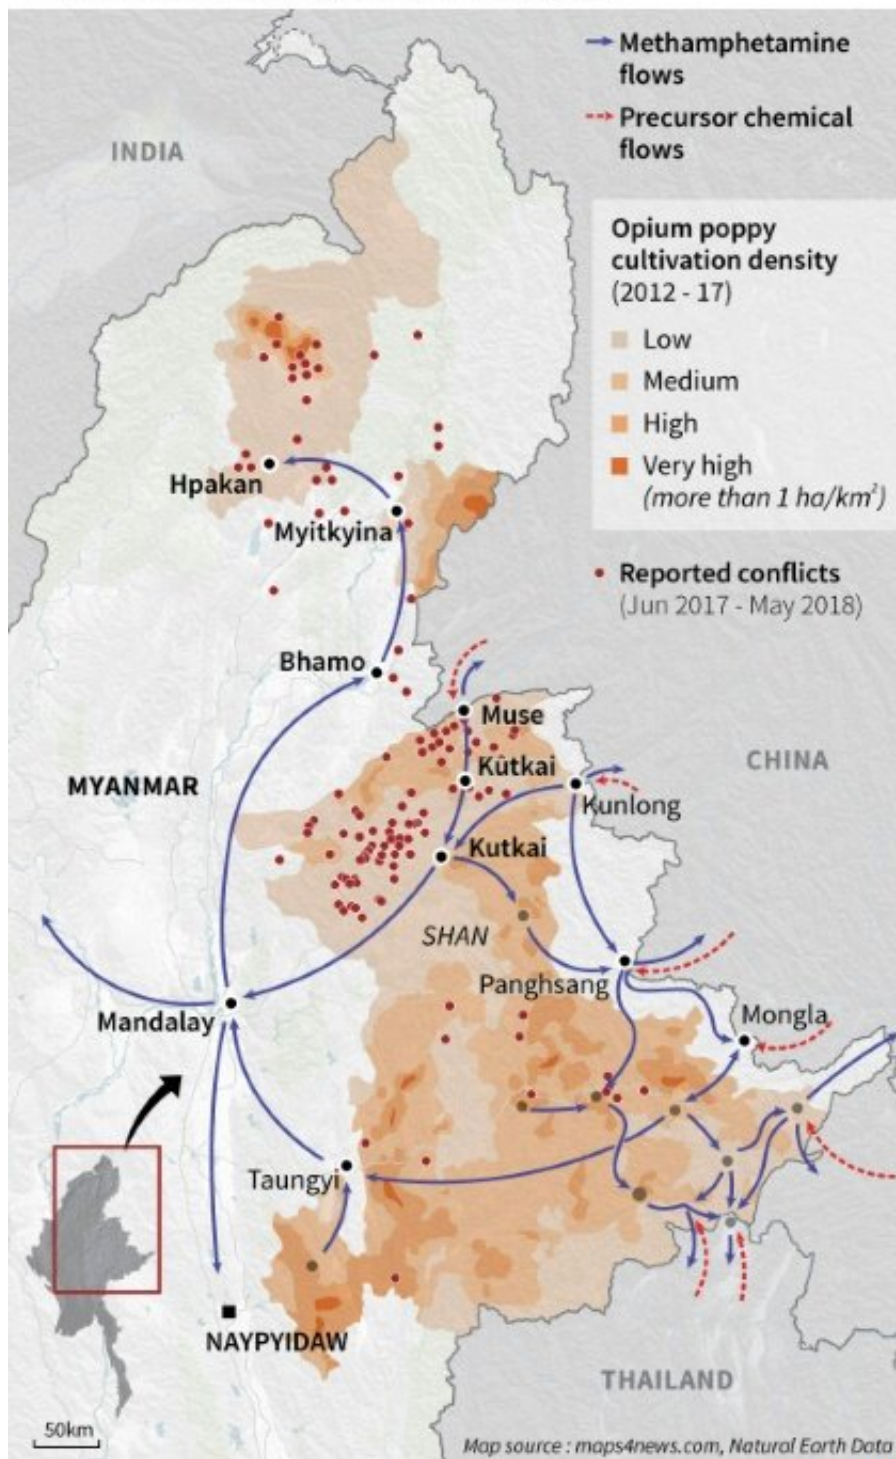 Methamphetamine
flows
Precursor chemical
flows
INDIA
Opium poppy
cultivation density
(2012 - 17)
Low
Medium
High
Very high
(more than 1 ha/km²)
Hpakan
Myitkyina
Reported conflicts
(Jun 2017 - May 2018)
Bhamo
Muse
CHINA
MYANMAR
Kûtkai
Kunlong
Kutkai
SHAN
Panghsang
Mandalay
Mongla
Taungyi
NAYPYIDAW
THAILAND
50km
Map source : maps4news.com, Natural Earth Data